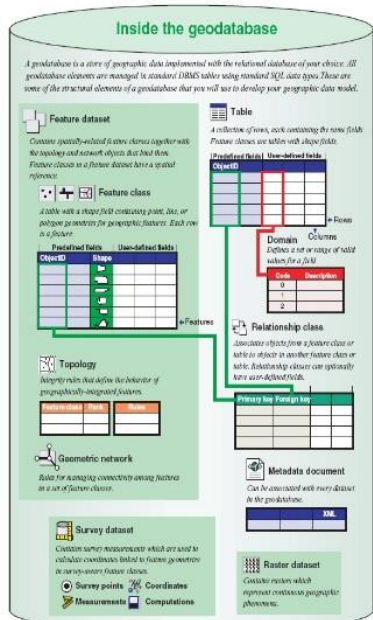 Inside the geodatabase
A geodatabase is a store of geographic data implemented with the relational database of your choice. All
geodatabase elements are managed in standard DBMS tables using standard SQL data types. These are
some of the structural elements of a geodatabase that you will use to develop your geographic data model.
Feature dataset
Contains spatially-related feature classes together with
the topology and network objects that bind them.
Feature classes in a feature dataset have a spatial
reference.
Feature class
A table with a shape field containing point, line, or
polygon geometries for geographic features. Each row
is a feature.
Predefined fields User-defined fields
ObjectID Shape
Features
Topology
Integrity rules that define the behavior of
geographically-integrated features.
Feature class Rank Rules
Geometric network
Rules for managing connectivity among features
in a set of feature classes.
Survey dataset
Contains survey measurements which are used to
calculate coordinates linked to feature geometries
in survey-aware feature classes.
Survey points Coordinates
Measurements Computations
Table
A collection of rows, each containing the same fields.
Feature classes are tables with shape fields.
Predefined fields User-defined fields
ObjectID
Rows
Columns
Domain
Defines a set or range of valid
values for a field.
Code Description
0
1
2
Relationship class
Associates objects from a feature class or
table to objects in another feature class or
table. Relationship classes can optionally
have user-defined fields.
Primary key Foreign key
Metadata document
Can be associated with every dataset
in the geodatabase.
XML
Raster dataset
Contains rasters which
represent continuous geographic
phenomena.